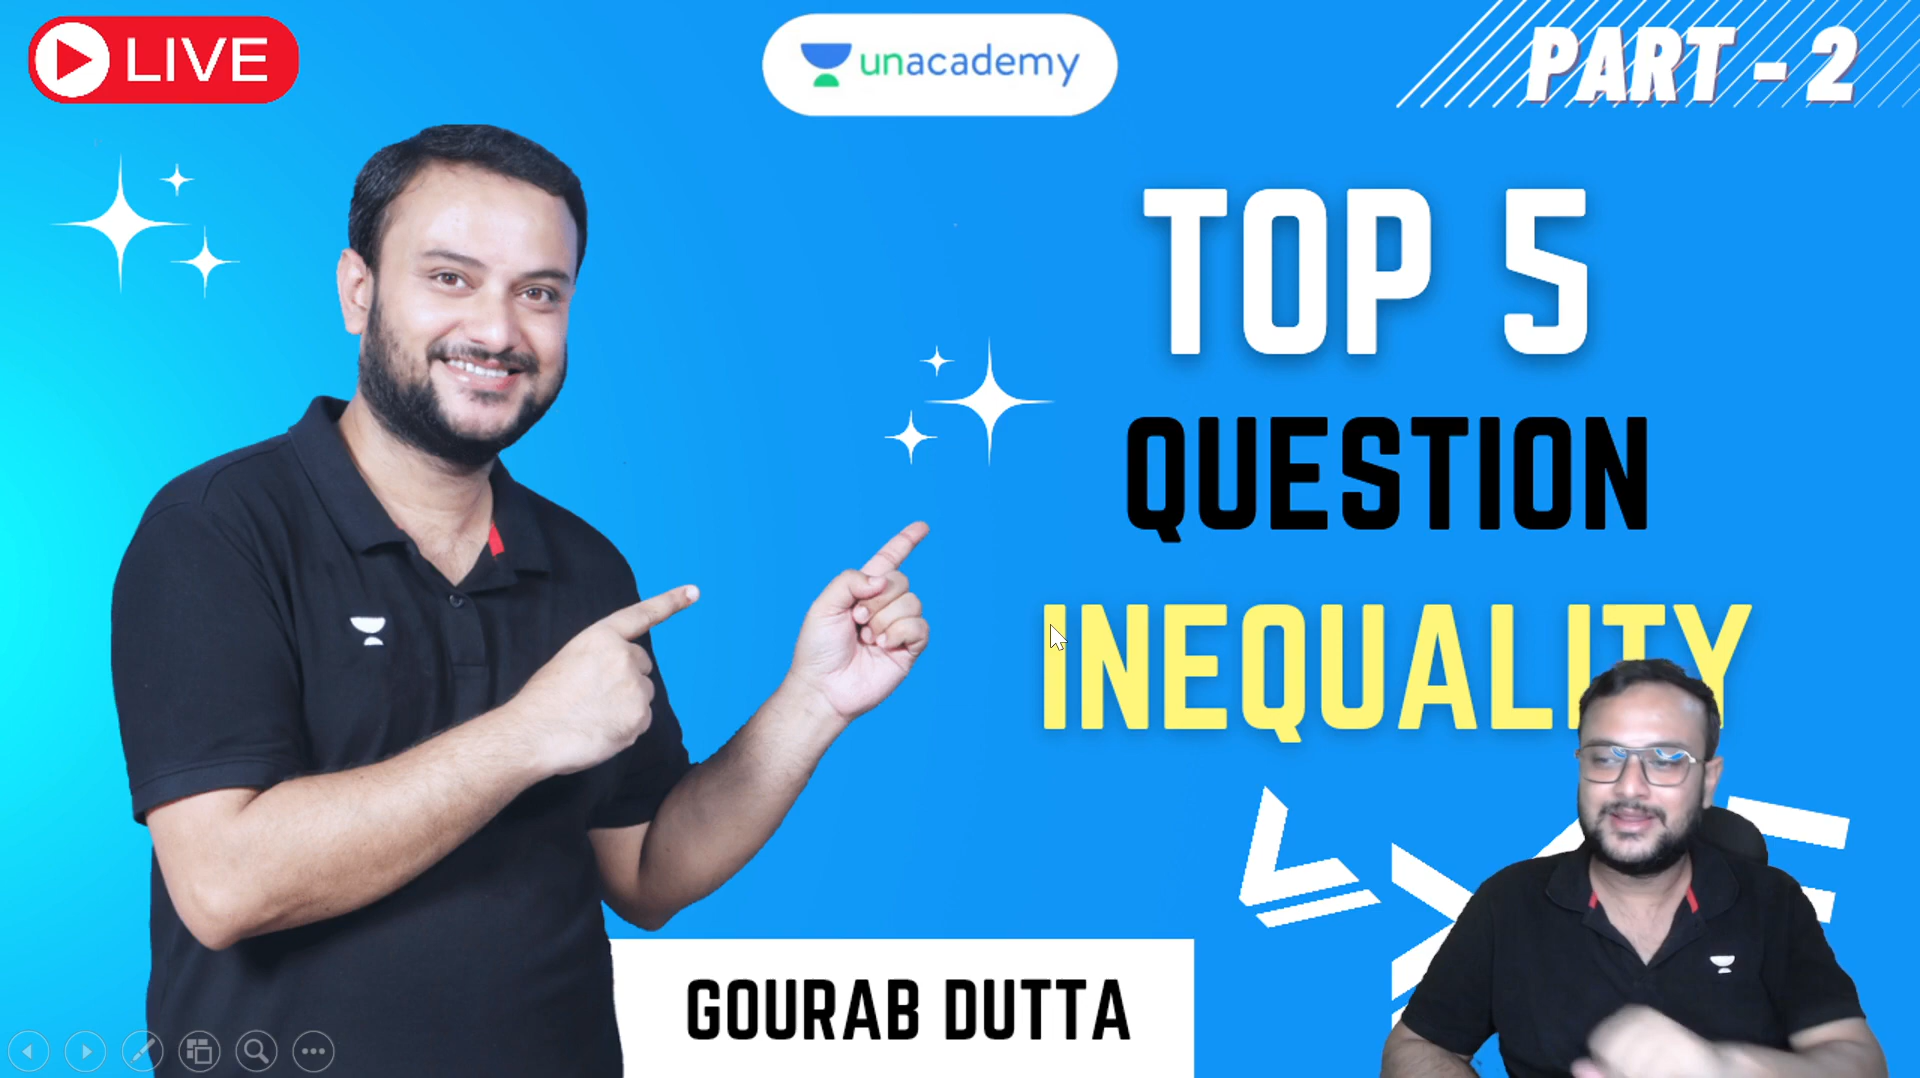 LIVE
unacademy
PART - 2
TOP 5
QUESTION
INEQUALITY
GOURAB DUTTA